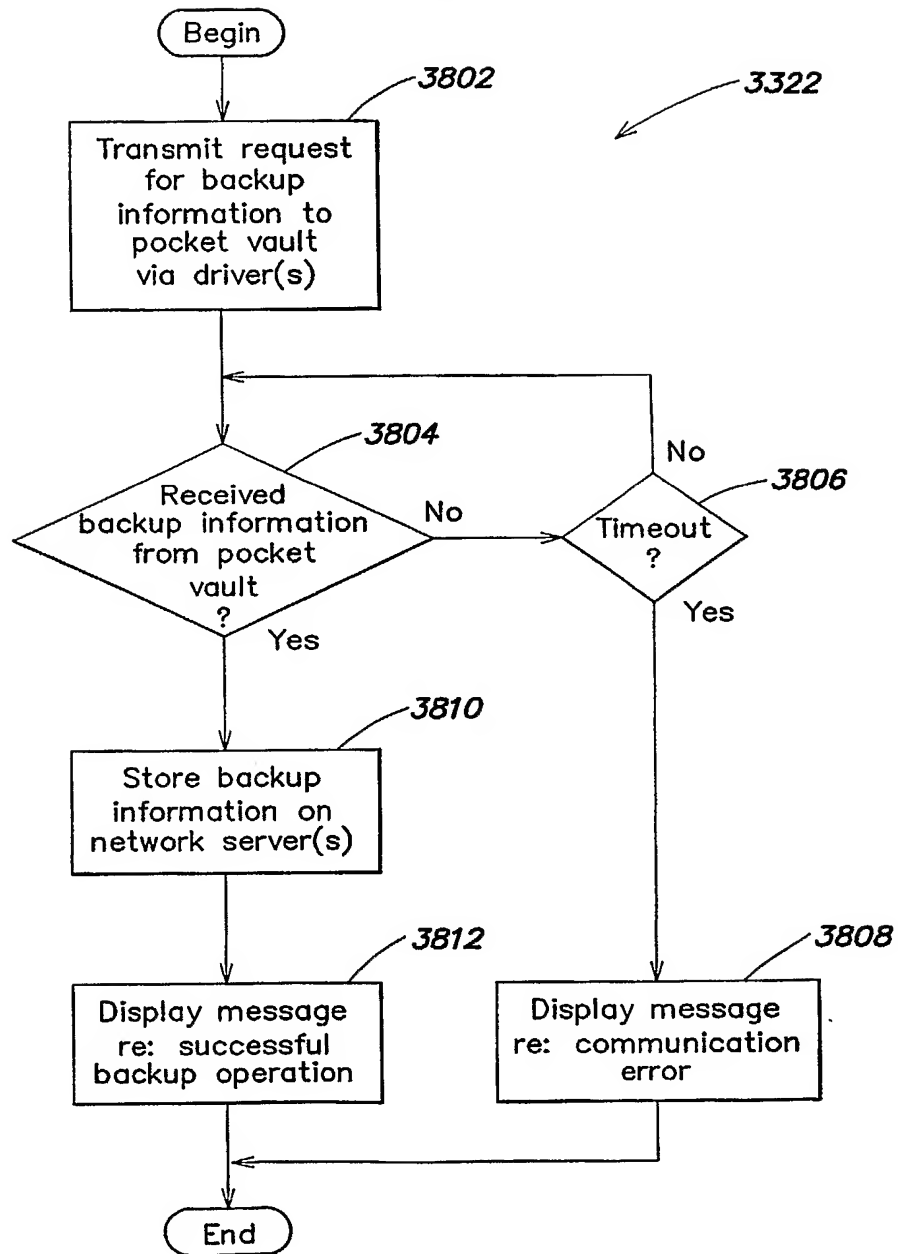 Begin
3802
3322
Transmit request
for backup
information to
pocket vault
via driver(s)
3804
No
3806
Received
backup information
from pocket
vault
?
No
Timeout
?
Yes
Yes
3810
Store backup
information on
network server(s)
3812
3808
Display message
re: successful
backup operation
Display message
re: communication
error
End